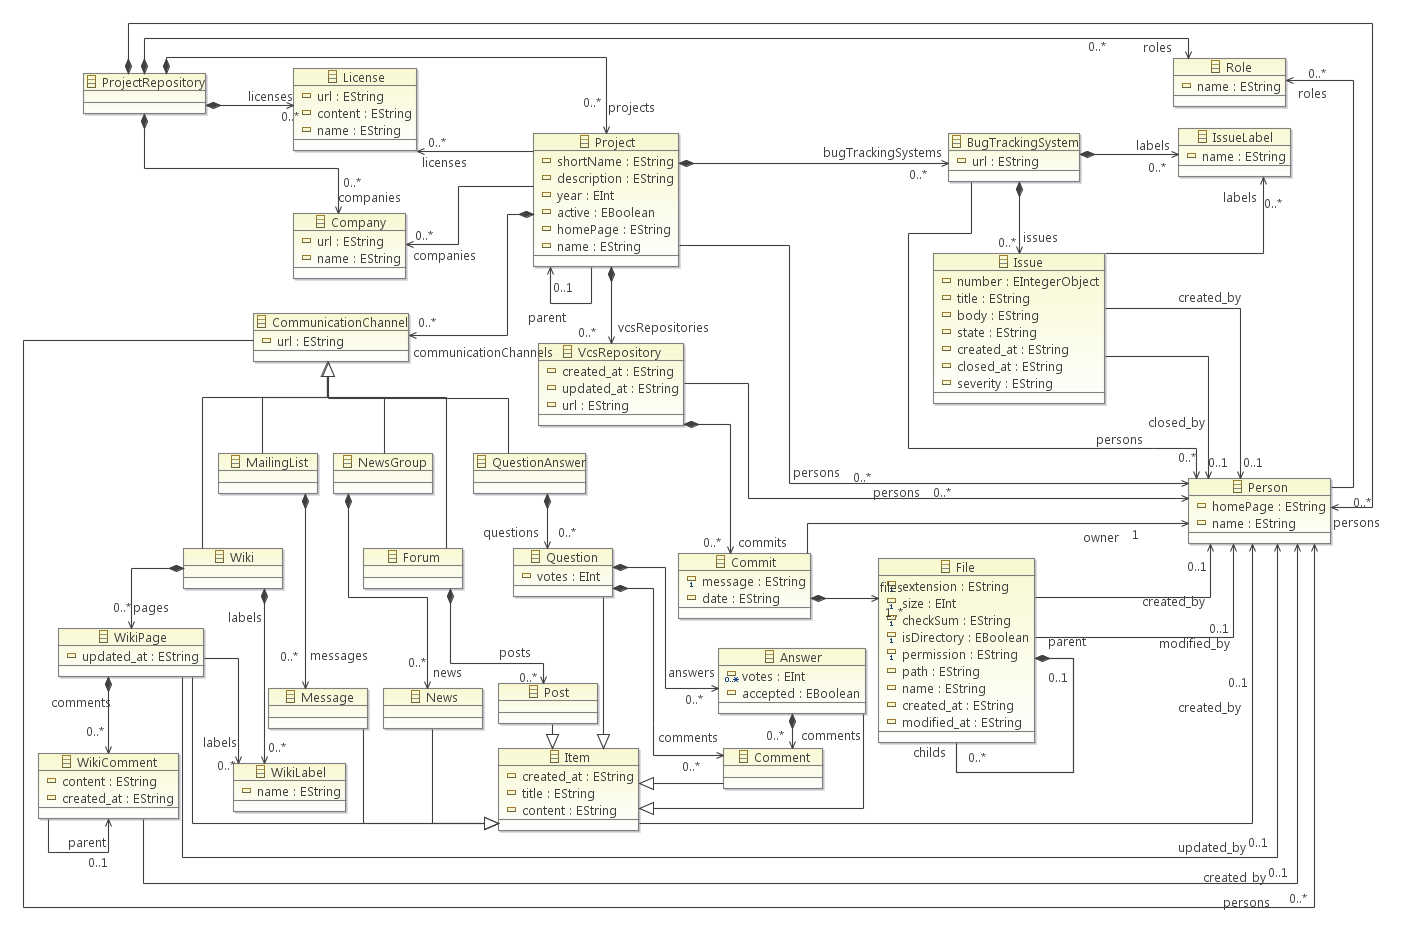 0..*
roles
ProjectRepository
licenses
0..*
License
url : EString
content : EString
name : EString
0..*
projects
Role
name : EString
0..*
roles
0..*
licenses
Project
shortName : EString
description : EString
year : EInt
active : EBoolean
homePage : EString
name : EString
bugTrackingSystems
0..*
BugTrackingSystem
url : EString
labels
0..*
IssueLabel
name : EString
labels
0..*
0..*
companies
Company
url : EString
name : EString
0..*
companies
0..1
parent
0..*
issues
Issue
number : EIntegerObject
title : EString
body : EString
state : EString
created_at : EString
closed_at : EString
severity : EString
created_by
CommunicationChannel
url : EString
0..*
communicationChannels
0..*
vcsRepositories
VcsRepository
created_at : EString
updated_at : EString
url : EString
closed_by
persons
0..*
0..1
0..1
MailingList
NewsGroup
QuestionAnswer
persons
0..*
persons
0..*
Person
homePage : EString
name : EString
0..*
persons
questions
0..*
0..*
commits
owner
1
Wiki
Forum
Question
votes : EInt
Commit
message : EString
date : EString
files
1..*
File
extension : EString
size : EInt
checkSum : EString
isDirectory : EBoolean
permission : EString
path : EString
name : EString
created_at : EString
modified_at : EString
0..1
created_by
0..1
modified_by
parent
0..1
childs
0..*
0..*
pages
labels
WikiPage
updated_at : EString
0..*
messages
0..*
news
posts
0..*
answers
0..*
Answer
votes : EInt
0..*
accepted : EBoolean
0..1
created_by
comments
0..*
Message
News
Post
comments
0..*
0..*
comments
labels
0..*
0..*
WikiComment
content : EString
created_at : EString
WikiLabel
name : EString
Item
created_at : EString
title : EString
content : EString
Comment
parent
0..1
updated_by
0..1
created_by
0..1
persons
0..*